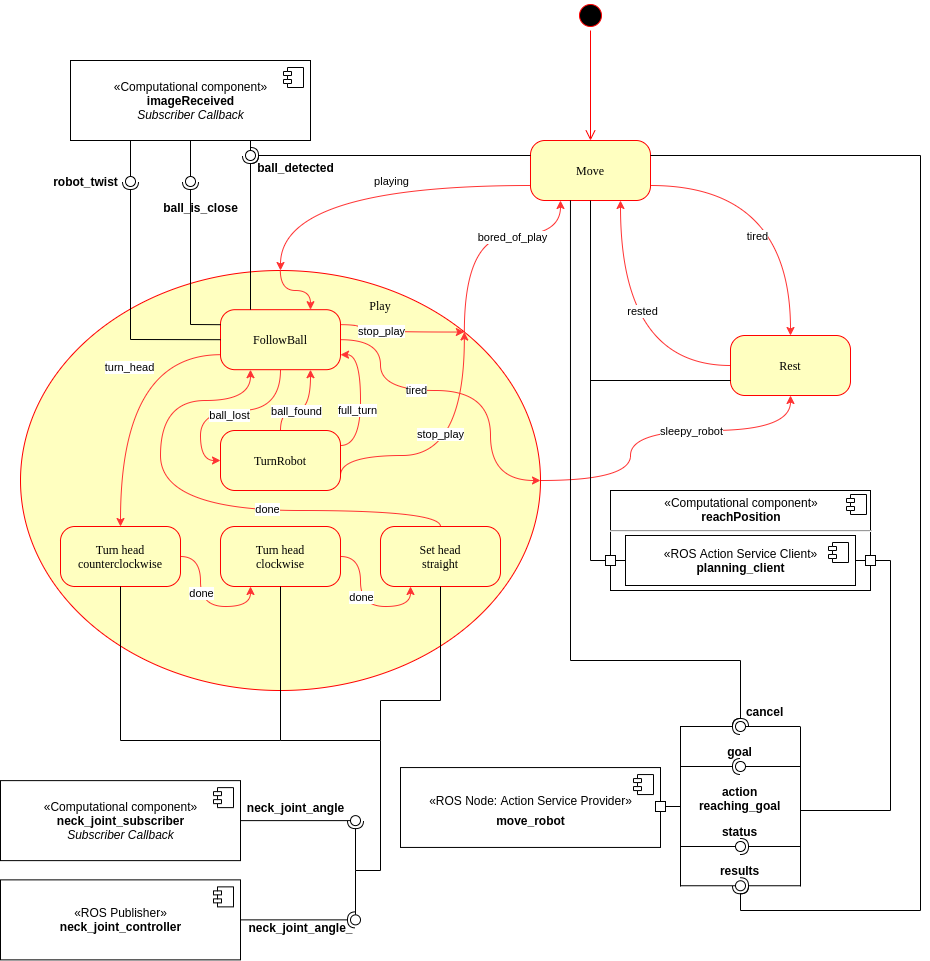 «Computational component»
imageReceived
Subscriber Callback
robot_twist
ball_is_close
ball_detected
Move
playing
bored_of_play
tired
rested
Rest
Play
FollowBall
stop_play
turn_head
tired
ball_lost
ball_found
full_turn
stop_play
TurnRobot
sleepy_robot
done
Turn head
counterclockwise
Turn head
clockwise
Set head
straight
done
done
«Computational component»
reachPosition
«ROS Action Service Client»
planning_client
cancel
goal
action
reaching_goal
status
results
«ROS Node: Action Service Provider»
move_robot
«Computational component»
neck_joint_subscriber
Subscriber Callback
neck_joint_angle
«ROS Publisher»
neck_joint_controller
neck_joint_angle_